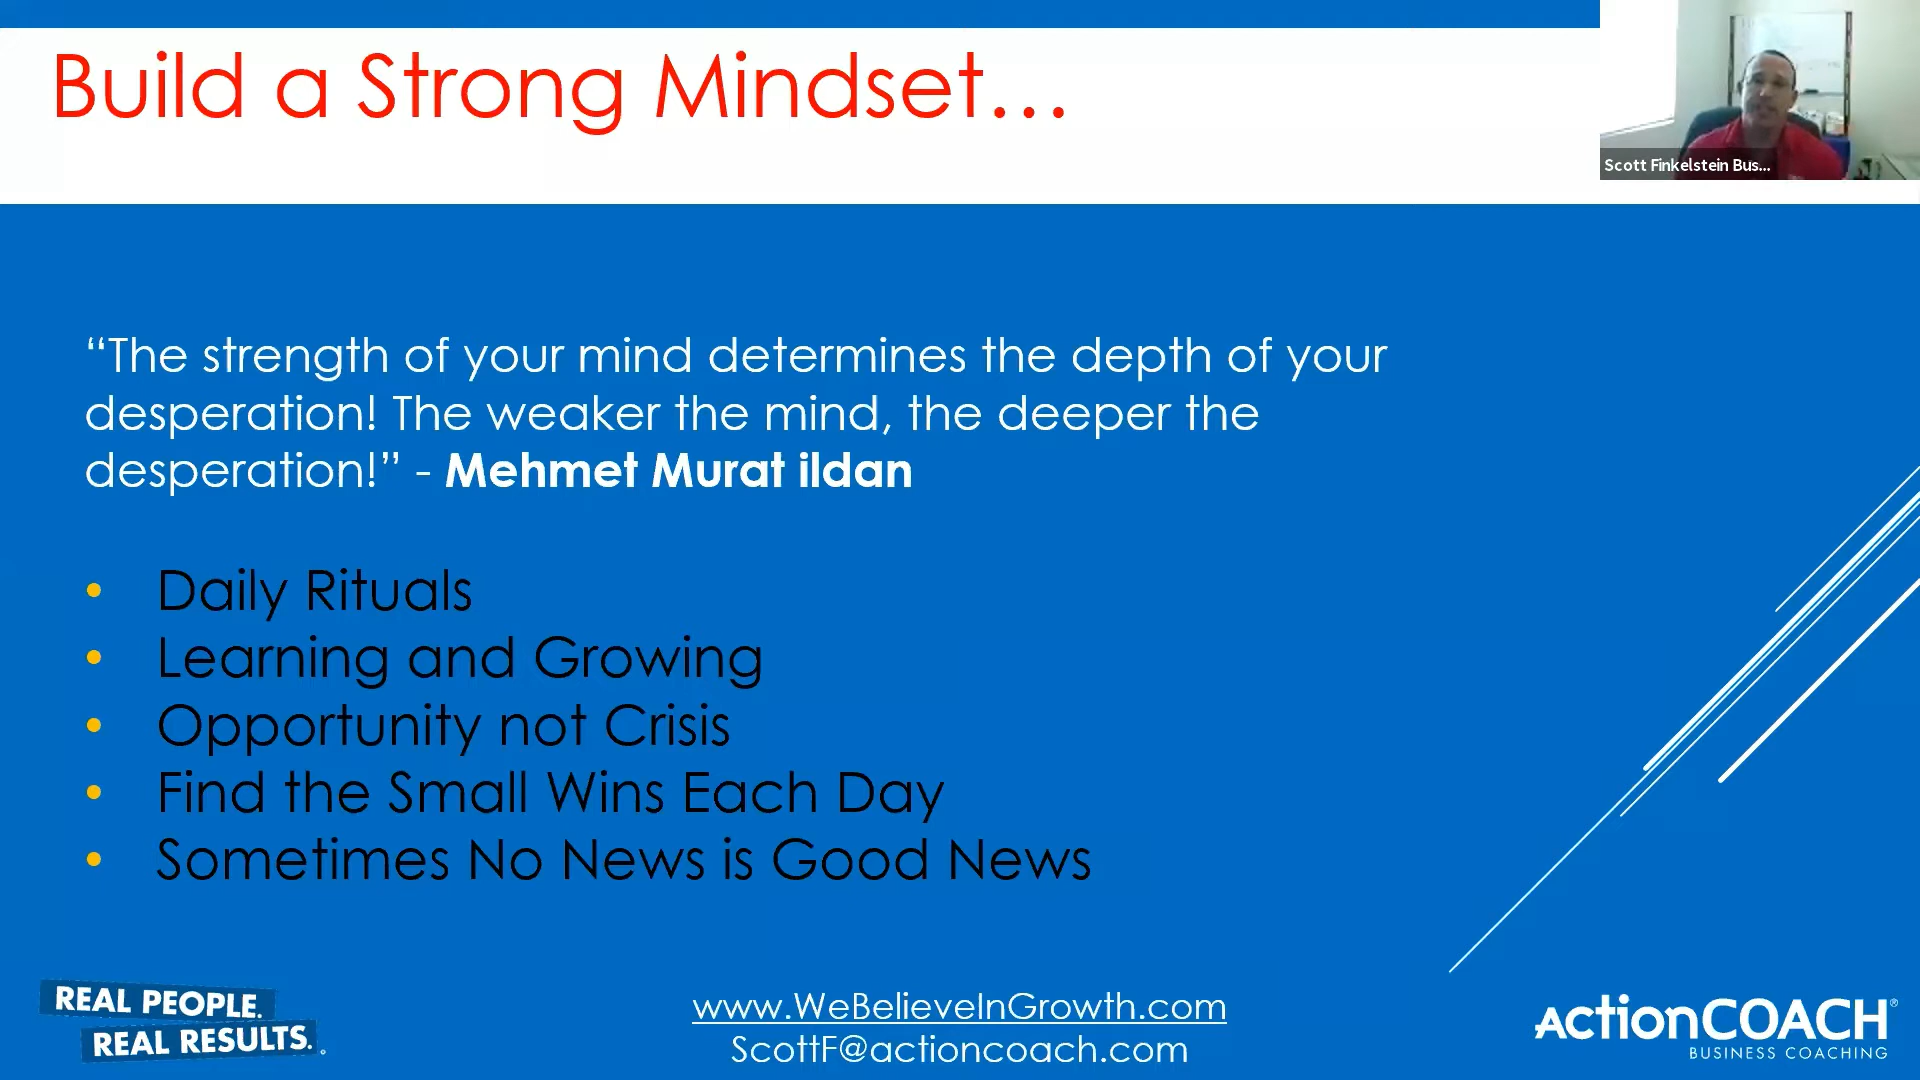 Build a Strong Mindset…
Scott Finkelstein Bus...
“The strength of your mind determines the depth of your
desperation! The weaker the mind, the deeper the
desperation!” - Mehmet Murat ildan
• Daily Rituals
• Learning and Growing
• Opportunity not Crisis
• Find the Small Wins Each Day
• Sometimes No News is Good News
REAL PEOPLE.
REAL RESULTS.
www.WeBelieveInGrowth.com
ScottF@actioncoach.com
ActionCOACH®
BUSINESS COACHING